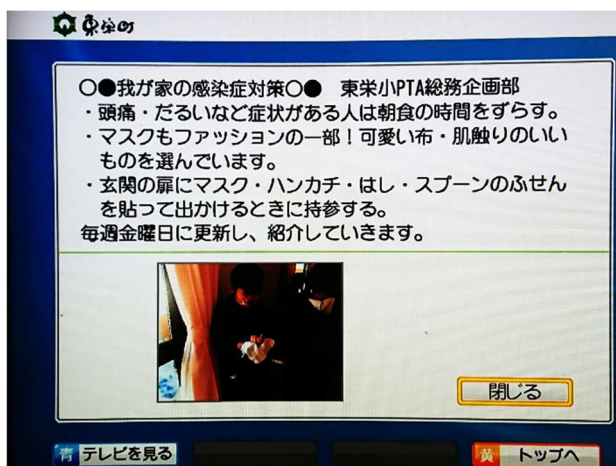 東栄町
〇●我が家の感染症対策〇● 東栄小PTA総務企画部
・頭痛・だるいなど症状がある人は朝食の時間をずらす。
・マスクもファッションの一部！可愛い布・肌触りのいい
ものを選んでいます。
・玄関の扉にマスク・ハンカチ・はし・スプーンのふせん
を貼って出かけるときに持参する。
毎週金曜日に更新し、紹介していきます。
閉じる
青 テレビを見る
黄 トップへ